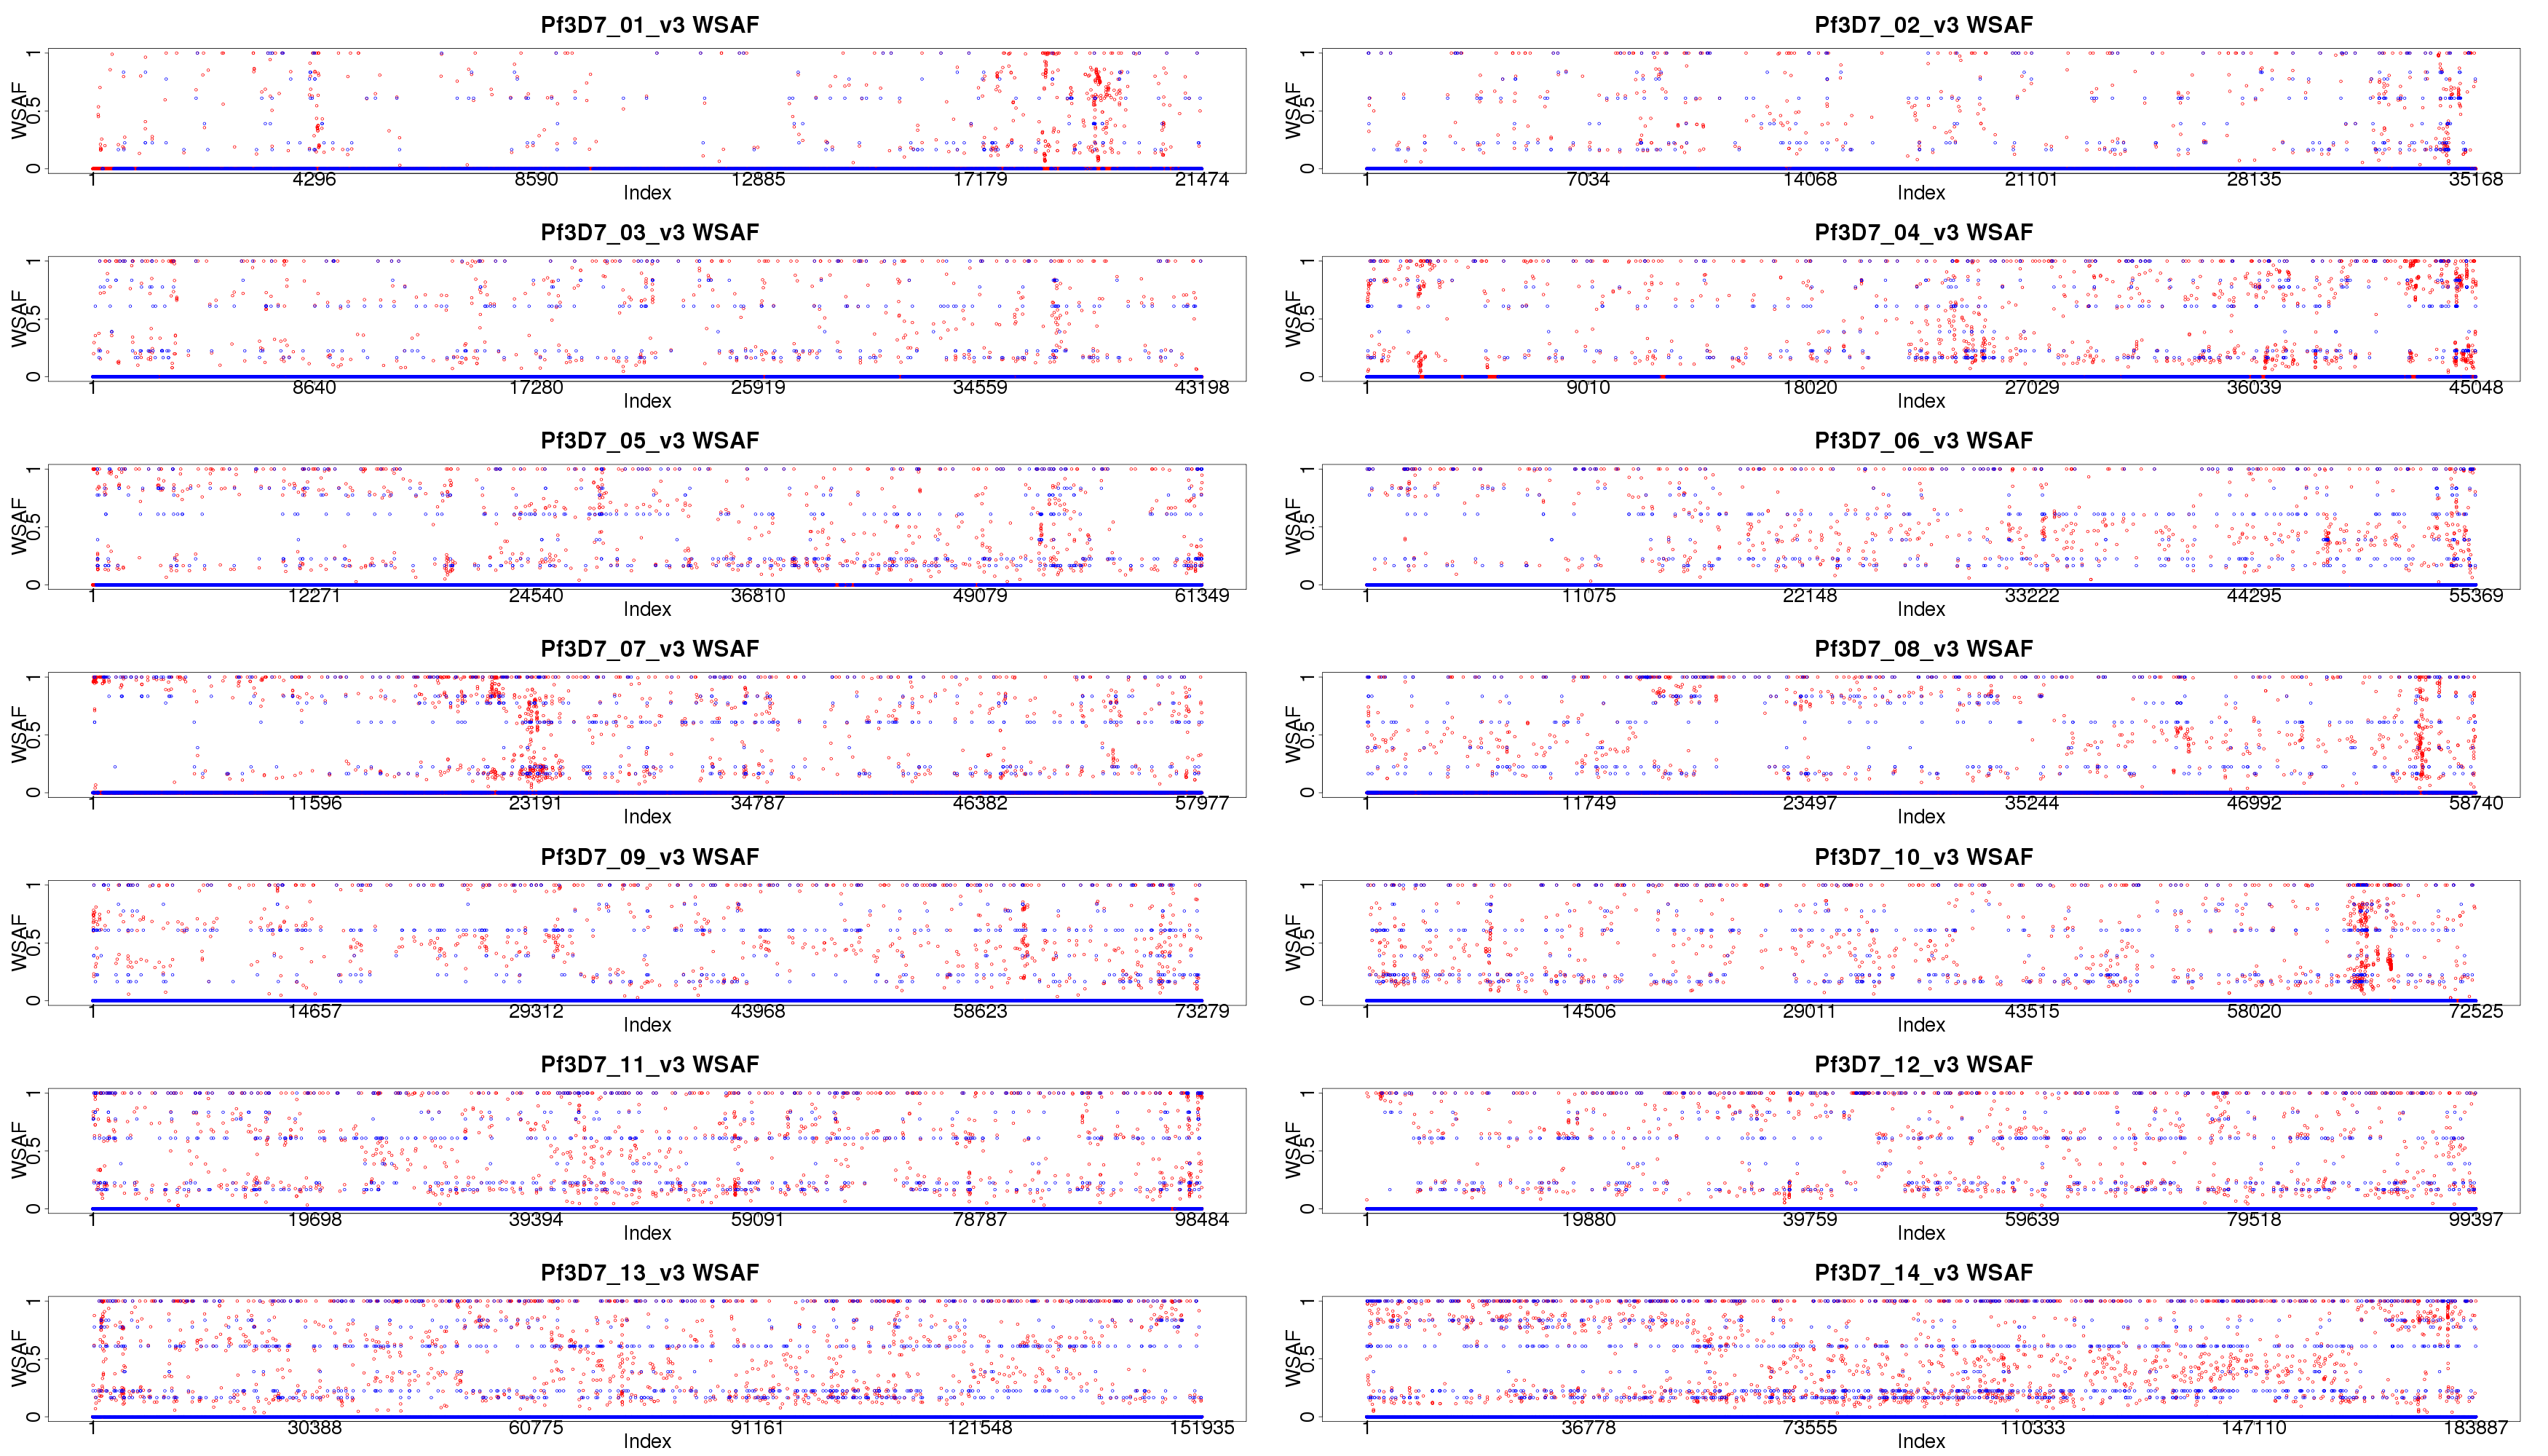 Pf3D7_01_v3 WSAF
WSAF
0 0.5 1
1 4296 8590 12885 17179 21474
Index
Pf3D7_02_v3 WSAF
WSAF
0 0.5 1
1 7034 14068 21101 28135 35168
Index
Pf3D7_03_v3 WSAF
WSAF
0 0.5 1
1 8640 17280 25919 34559 43198
Index
Pf3D7_04_v3 WSAF
WSAF
0 0.5 1
1 9010 18020 27029 36039 45048
Index
Pf3D7_05_v3 WSAF
WSAF
0 0.5 1
1 12271 24540 36810 49079 61349
Index
Pf3D7_06_v3 WSAF
WSAF
0 0.5 1
1 11075 22148 33222 44295 55369
Index
Pf3D7_07_v3 WSAF
WSAF
0 0.5 1
1 11596 23191 34787 46382 57977
Index
Pf3D7_08_v3 WSAF
WSAF
0 0.5 1
1 11749 23497 35244 46992 58740
Index
Pf3D7_09_v3 WSAF
WSAF
0 0.5 1
1 14657 29312 43968 58623 73279
Index
Pf3D7_10_v3 WSAF
WSAF
0 0.5 1
1 14506 29011 43515 58020 72525
Index
Pf3D7_11_v3 WSAF
WSAF
0 0.5 1
1 19698 39394 59091 78787 98484
Index
Pf3D7_12_v3 WSAF
WSAF
0 0.5 1
1 19880 39759 59639 79518 99397
Index
Pf3D7_13_v3 WSAF
WSAF
0 0.5 1
1 30388 60775 91161 121548 151935
Index
Pf3D7_14_v3 WSAF
WSAF
0 0.5 1
1 36778 73555 110333 147110 183887
Index